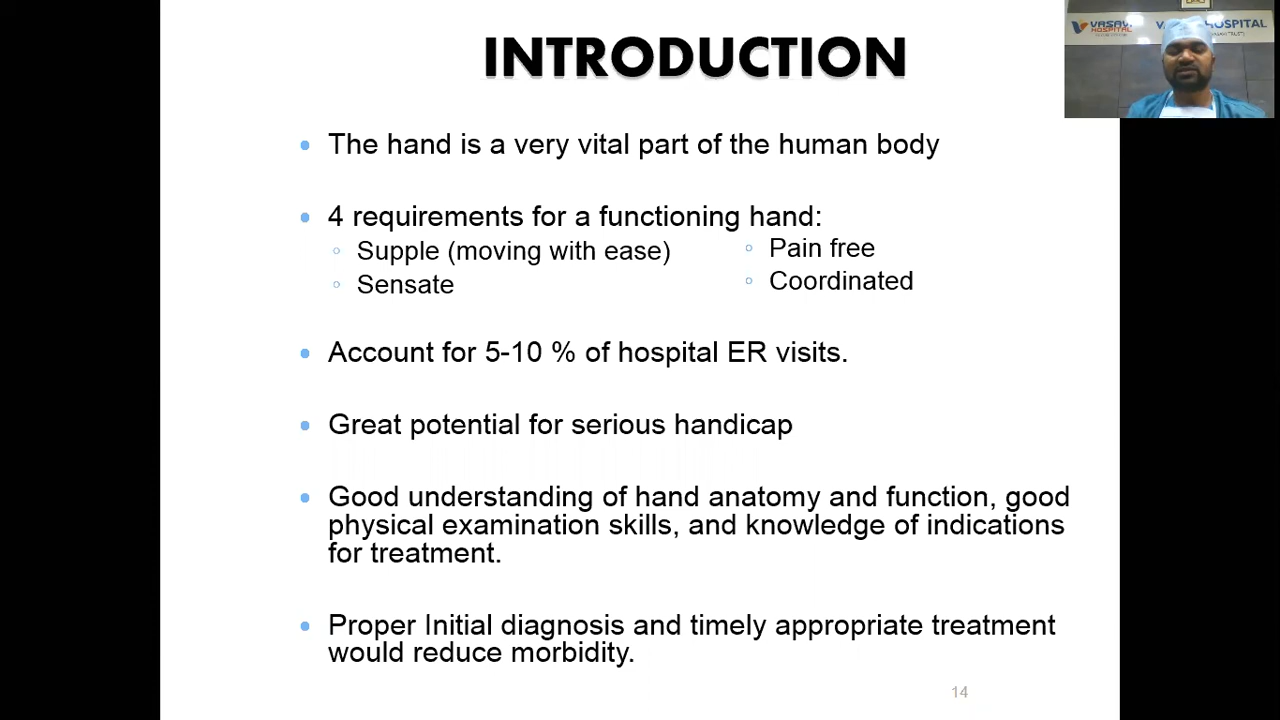 INTRODUCTION
VASAVI
HOSPITAL
HOSPITAL
The hand is a very vital part of the human body
4 requirements for a functioning hand:
Supple (moving with ease)
Sensate
Pain free
Coordinated
Account for 5-10 % of hospital ER visits.
Great potential for serious handicap
Good understanding of hand anatomy and function, good
physical examination skills, and knowledge of indications
for treatment.
Proper Initial diagnosis and timely appropriate treatment
would reduce morbidity.
14